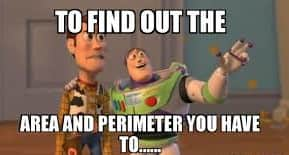 TO FIND OUT THE
AREA AND PERIMETER YOU HAVE
TO......